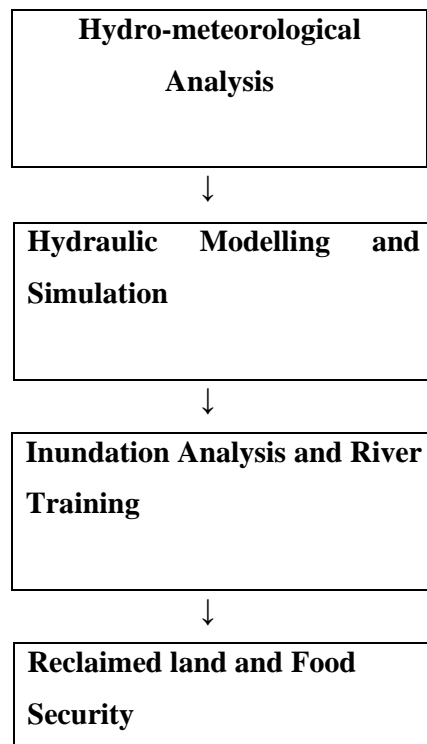 Hydro-meteorological
Analysis
↓
Hydraulic Modelling and
Simulation
↓
Inundation Analysis and River
Training
↓
Reclaimed land and Food
Security